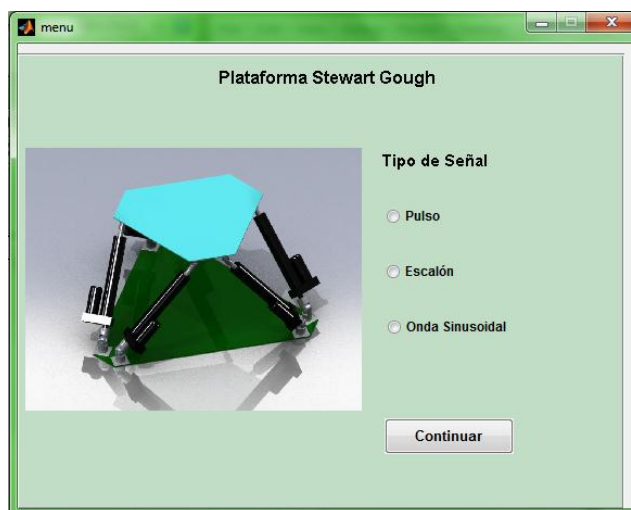 menu
Plataforma Stewart Gough
Tipo de Señal
Pulso
Escalón
Onda Sinusoidal
Continuar